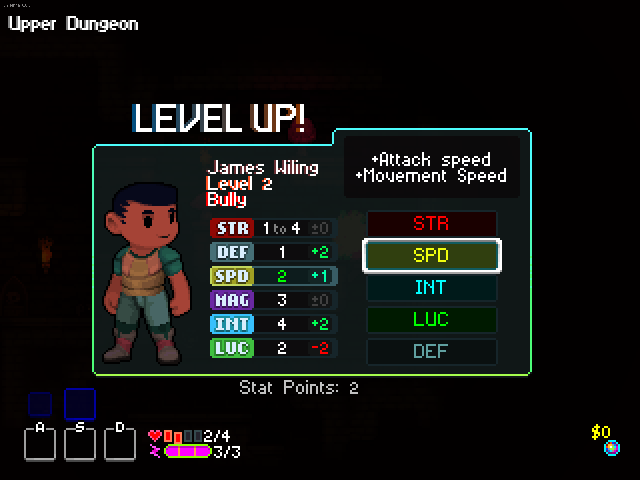 Upper Dungeon
LEVEL UP!
James Wiling
Level 2
Bully
+Attack speed
+Movement Speed
STR 1 to 4 ±0
DEF 1 +2
SPD 2 +1
MAG 3 ±0
INT 4 +2
LUC 2 -2
STR
SPD
INT
LUC
DEF
Stat Points: 2
A S D
2/4
3/3
$0